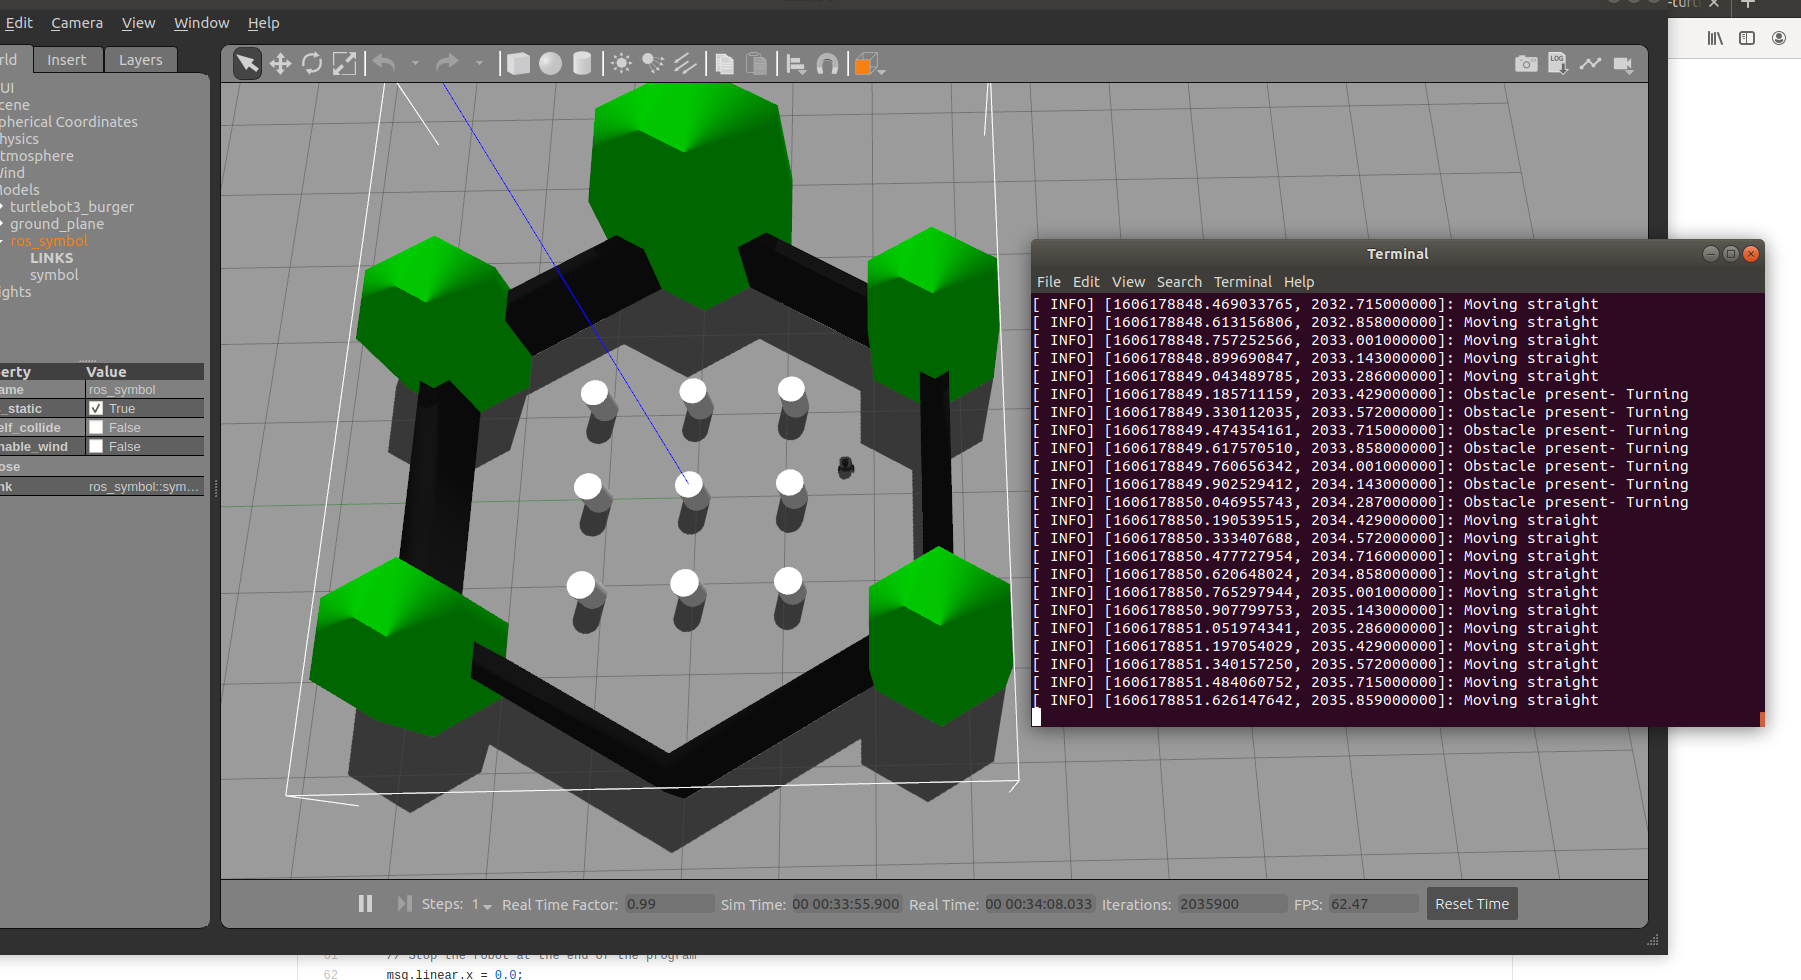 Edit Camera View Window Help
-turt
rld Insert Layers
UI
cene
pherical Coordinates
hysics
tmosphere
Wind
Models
turtlebot3_burger
ground_plane
ros_symbol
LINKS
symbol
ights
erty Value
ame ros_symbol
_static True
elf_collide False
nable_wind False
ose
nk ros_symbol::sym...
LOG
Terminal
File Edit View Search Terminal Help
[ INFO] [1606178848.469033765, 2032.715000000]: Moving straight
[ INFO] [1606178848.613156806, 2032.858000000]: Moving straight
[ INFO] [1606178848.757252566, 2033.001000000]: Moving straight
[ INFO] [1606178848.899690847, 2033.143000000]: Moving straight
[ INFO] [1606178849.043489785, 2033.286000000]: Moving straight
[ INFO] [1606178849.185711159, 2033.429000000]: Obstacle present- Turning
[ INFO] [1606178849.330112035, 2033.572000000]: Obstacle present- Turning
[ INFO] [1606178849.474354161, 2033.715000000]: Obstacle present- Turning
[ INFO] [1606178849.617570510, 2033.858000000]: Obstacle present- Turning
[ INFO] [1606178849.760656342, 2034.001000000]: Obstacle present- Turning
[ INFO] [1606178849.902529412, 2034.143000000]: Obstacle present- Turning
[ INFO] [1606178850.046955743, 2034.287000000]: Obstacle present- Turning
[ INFO] [1606178850.190539515, 2034.429000000]: Moving straight
[ INFO] [1606178850.333407688, 2034.572000000]: Moving straight
[ INFO] [1606178850.477727954, 2034.716000000]: Moving straight
[ INFO] [1606178850.620648024, 2034.858000000]: Moving straight
[ INFO] [1606178850.765297944, 2035.001000000]: Moving straight
[ INFO] [1606178850.907799753, 2035.143000000]: Moving straight
[ INFO] [1606178851.051974341, 2035.286000000]: Moving straight
[ INFO] [1606178851.197054029, 2035.429000000]: Moving straight
[ INFO] [1606178851.340157250, 2035.572000000]: Moving straight
[ INFO] [1606178851.484060752, 2035.715000000]: Moving straight
[ INFO] [1606178851.626147642, 2035.859000000]: Moving straight
Steps: 1 Real Time Factor: 0.99 Sim Time: 00 00:33:55.900 Real Time: 00 00:34:08.033 Iterations: 2035900 FPS: 62.47 Reset Time
61 // Stop the robot at the end of the program
62 msg.linear.x = 0.0;